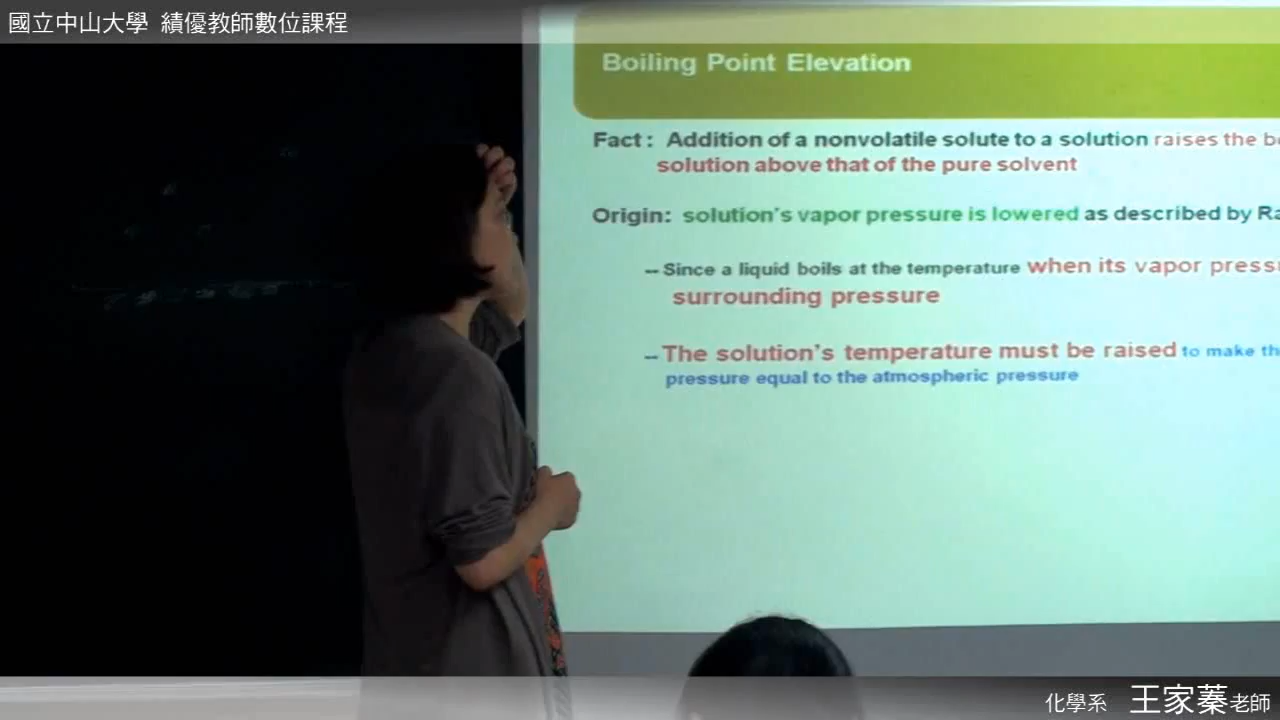 國立中山大學 績優教師數位課程
Boiling Point Elevation
Fact : Addition of a nonvolatile solute to a solution raises the
solution above that of the pure solvent
Origin: solution's vapor pressure is lowered as described by
-- Since a liquid boils at the temperature when its vapor
surrounding pressure
-- The solution's temperature must be raised to make
pressure equal to the atmospheric pressure
化學系 王家蓁老師